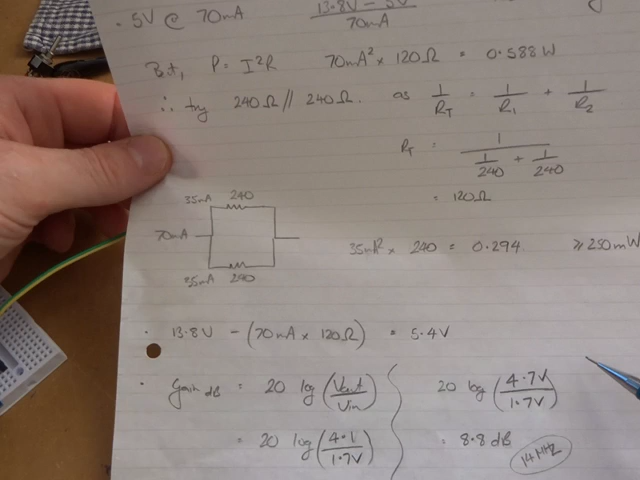 · 5V @ 70mA (13.8V - 5V)/70mA
But, P = I²R 70mA² × 120Ω = 0.588W
∴ try 240Ω // 240Ω. as 1/R_T = 1/R₁ + 1/R₂
R_T = 1/(1/240 + 1/240)
= 120Ω
35mA 240
70mA
35mA 240
35mA² × 240 = 0.294. ≥ 250mW
· 13.8V - (70mA × 120Ω) = 5.4V
· Gain dB = 20 log (Vout/Vin) 20 log (4.7V/1.7V)
= 20 log (4.1/1.7V) = 8.8 dB 14MHz